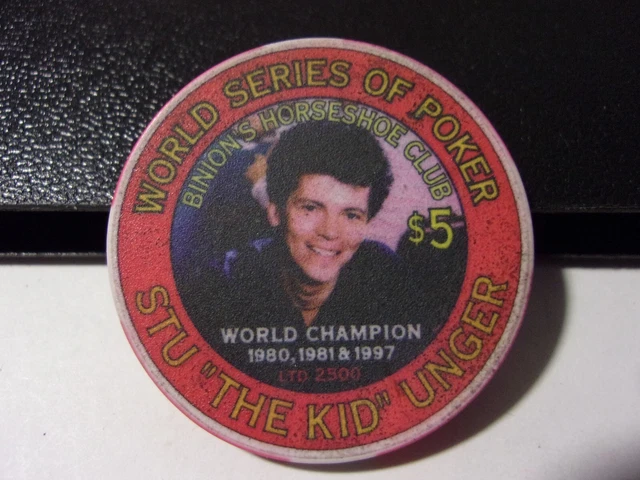 WORLD SERIES OF POKER
BINION'S HORSESHOE CLUB
$5
WORLD CHAMPION
1980, 1981 & 1997
LTD 2500
STU "THE KID" UNGER